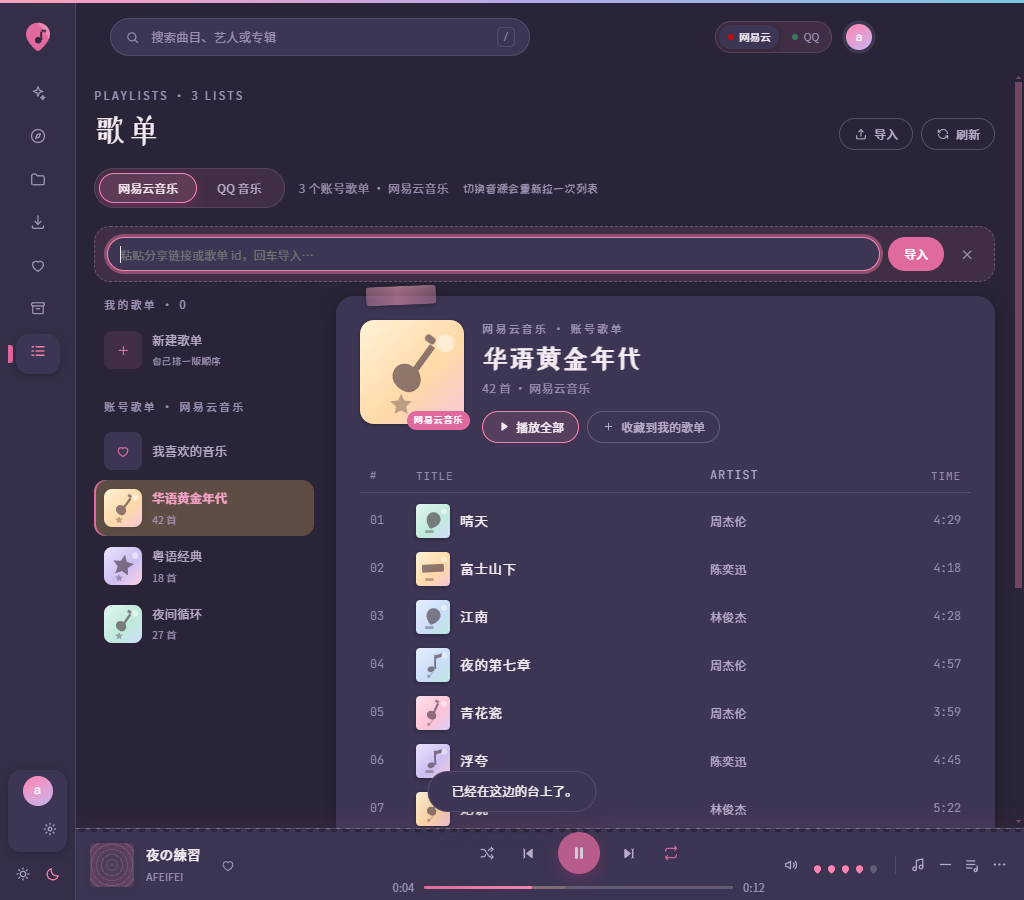 搜索曲目、艺人或专辑
/
网易云
QQ
a
PLAYLISTS • 3 LISTS
歌单
导入
刷新
网易云音乐
QQ 音乐
3 个账号歌单 • 网易云音乐
切换音源会重新拉一次列表
粘贴分享链接或歌单 id，回车导入…
导入
我的歌单 • 0
新建歌单
自己排一版顺序
账号歌单 • 网易云音乐
我喜欢的音乐
华语黄金年代
42 首
粤语经典
18 首
夜间循环
27 首
网易云音乐
网易云音乐 • 账号歌单
华语黄金年代
42 首 • 网易云音乐
播放全部
收藏到我的歌单
# TITLE ARTIST TIME
01 晴天 周杰伦 4:29
02 富士山下 陈奕迅 4:18
03 江南 林俊杰 4:28
04 夜的第七章 周杰伦 4:57
05 青花瓷 周杰伦 3:59
06 浮夸 陈奕迅 4:45
07 林俊杰 5:22
已经在这边的台上了。
a
夜の練習
AFEIFEI
0:04
0:12